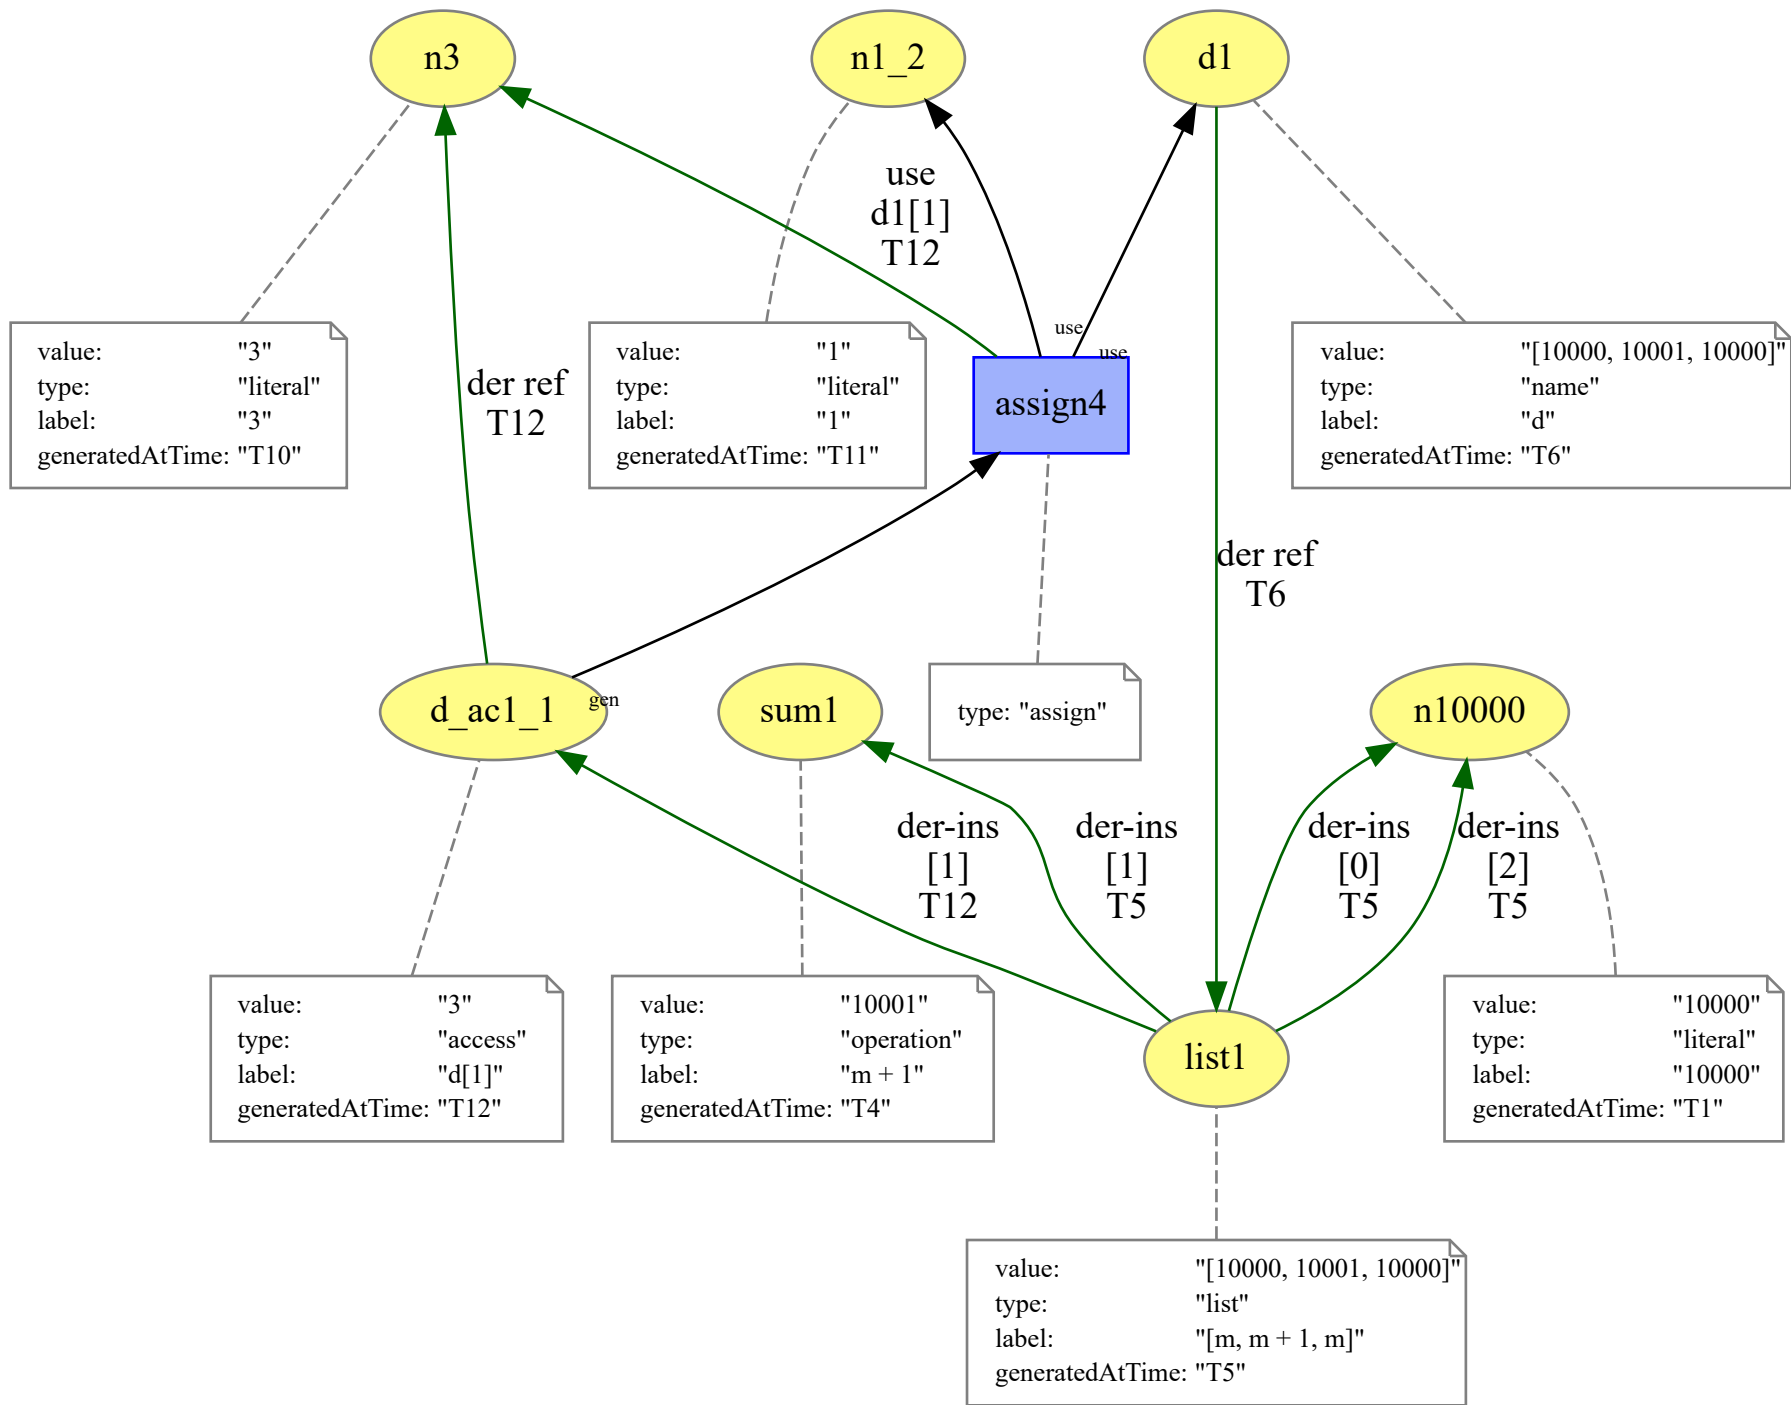 n3
n1_2
d1
use
d1[1]
T12
use
use
value: "3"
type: "literal"
label: "3"
generatedAtTime: "T10"
der ref
T12
value: "1"
type: "literal"
label: "1"
generatedAtTime: "T11"
assign4
value: "[10000, 10001, 10000]"
type: "name"
label: "d"
generatedAtTime: "T6"
der ref
T6
d_ac1_1
gen
sum1
type: "assign"
n10000
der-ins
[1]
T12
der-ins
[1]
T5
der-ins
[0]
T5
der-ins
[2]
T5
value: "3"
type: "access"
label: "d[1]"
generatedAtTime: "T12"
value: "10001"
type: "operation"
label: "m + 1"
generatedAtTime: "T4"
list1
value: "10000"
type: "literal"
label: "10000"
generatedAtTime: "T1"
value: "[10000, 10001, 10000]"
type: "list"
label: "[m, m + 1, m]"
generatedAtTime: "T5"